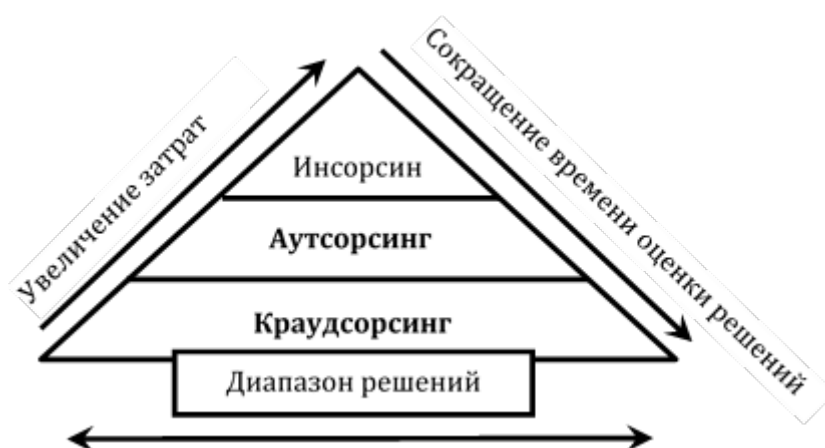 Увеличение затрат
Сокращение времени оценки решений
Инсорсин
Аутсорсинг
Краудсорсинг
Диапазон решений